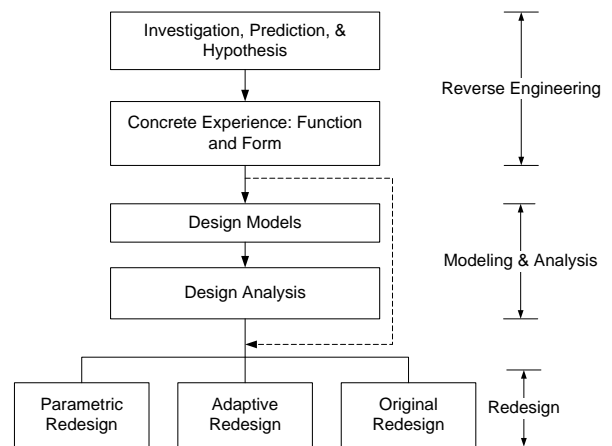 Investigation, Prediction, &
Hypothesis
Reverse Engineering
Concrete Experience: Function
and Form
Design Models
Modeling & Analysis
Design Analysis
Parametric
Redesign
Adaptive
Redesign
Original
Redesign
Redesign